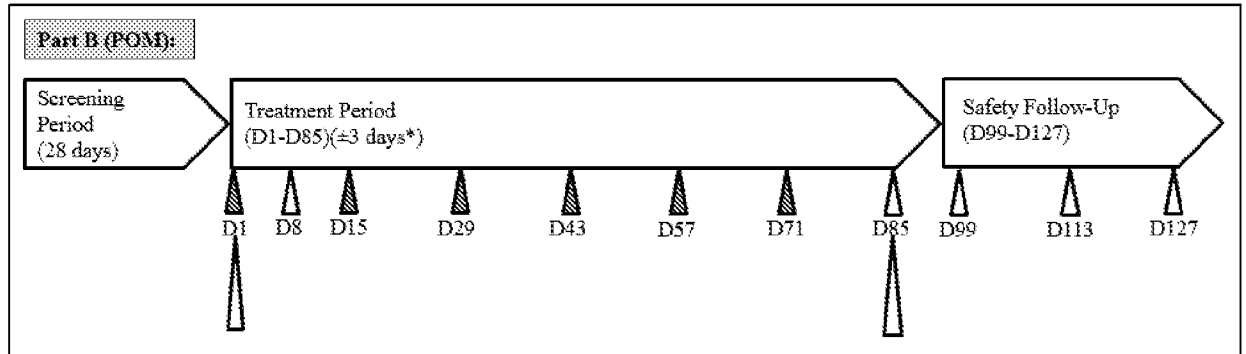 Part B (POM):
Screening
Period
(28 days)
Treatment Period
(D1-D85)(±3 days*)
Safety Follow-Up
(D99-D127)
D1 D8 D15 D29 D43 D57 D71 D85 D99 D113 D127